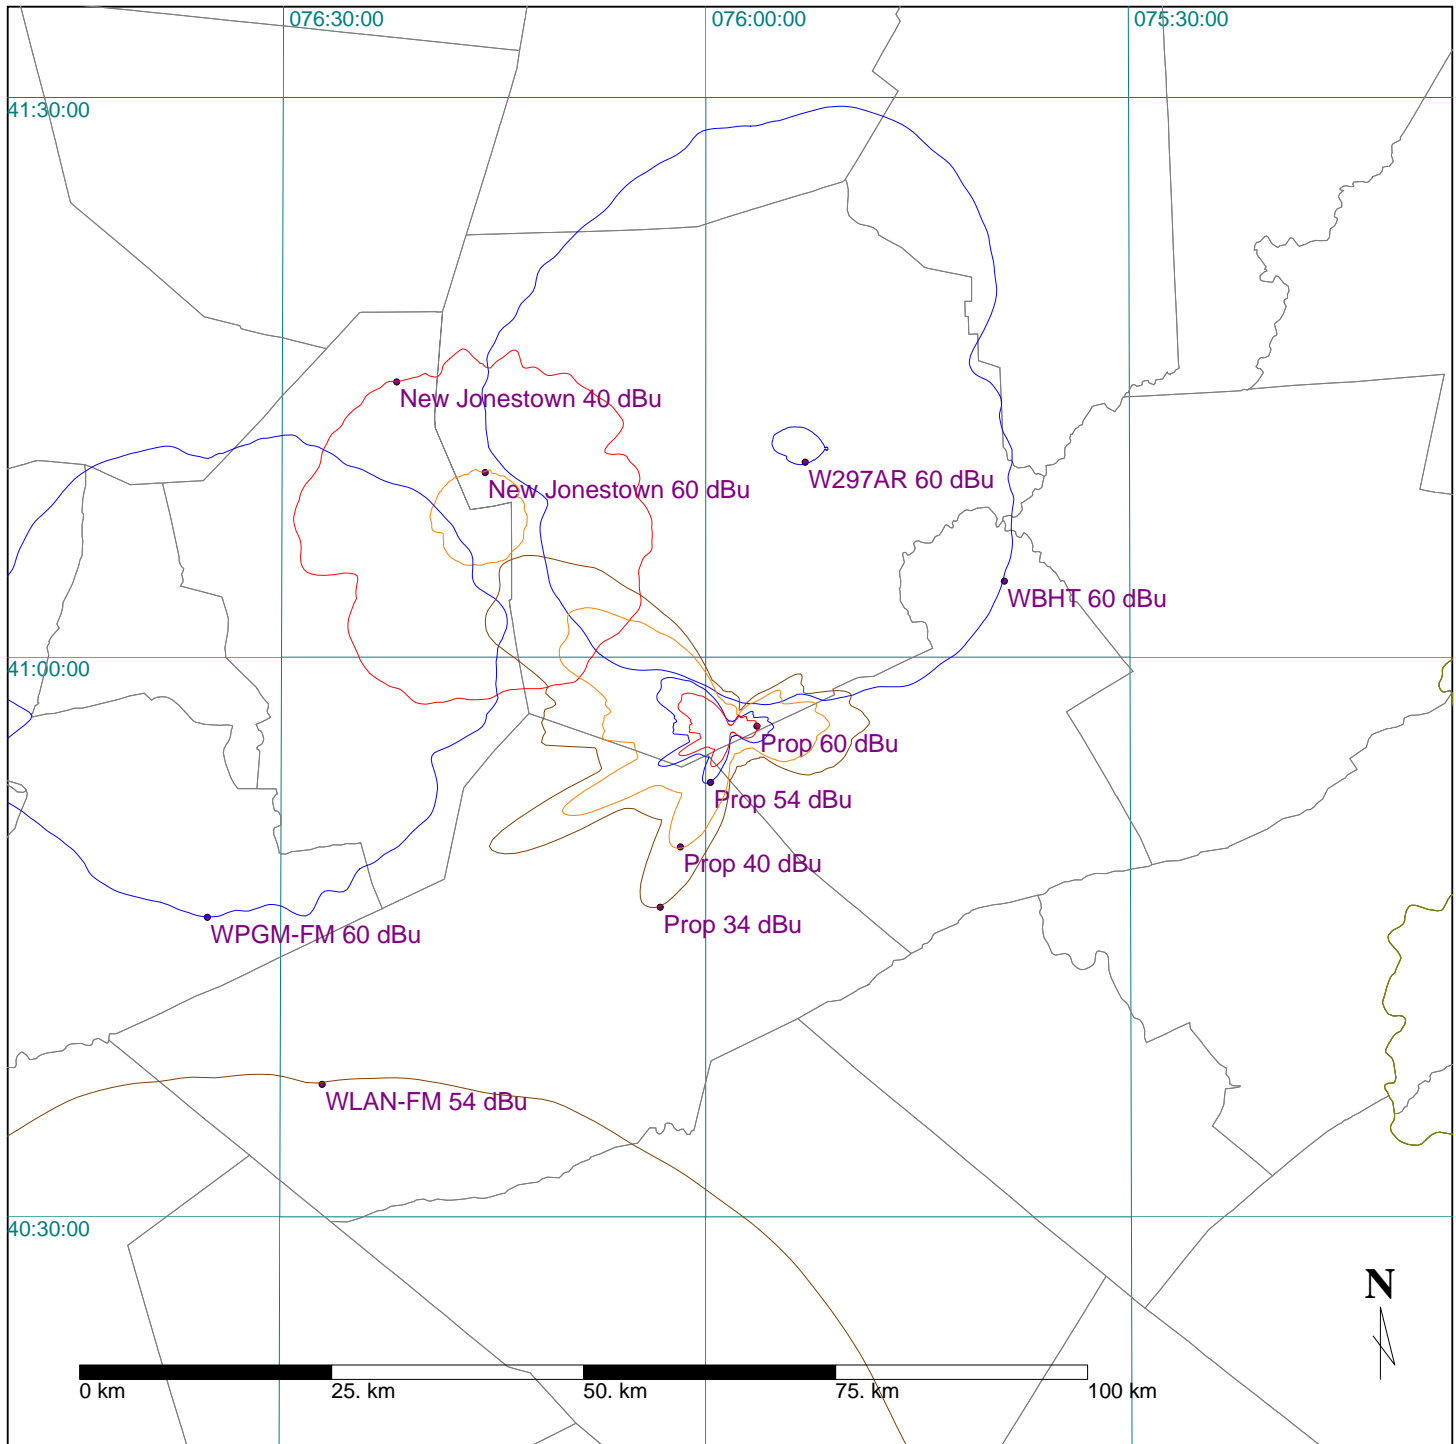 076:30:00
076:00:00
075:30:00
41:30:00
New Jonestown 40 dBu
W297AR 60 dBu
New Jonestown 60 dBu
WBHT 60 dBu
41:00:00
Prop 60 dBu
Prop 54 dBu
Prop 40 dBu
Prop 34 dBu
WPGM-FM 60 dBu
WLAN-FM 54 dBu
40:30:00
N
0 km
25. km
50. km
75. km
100 km